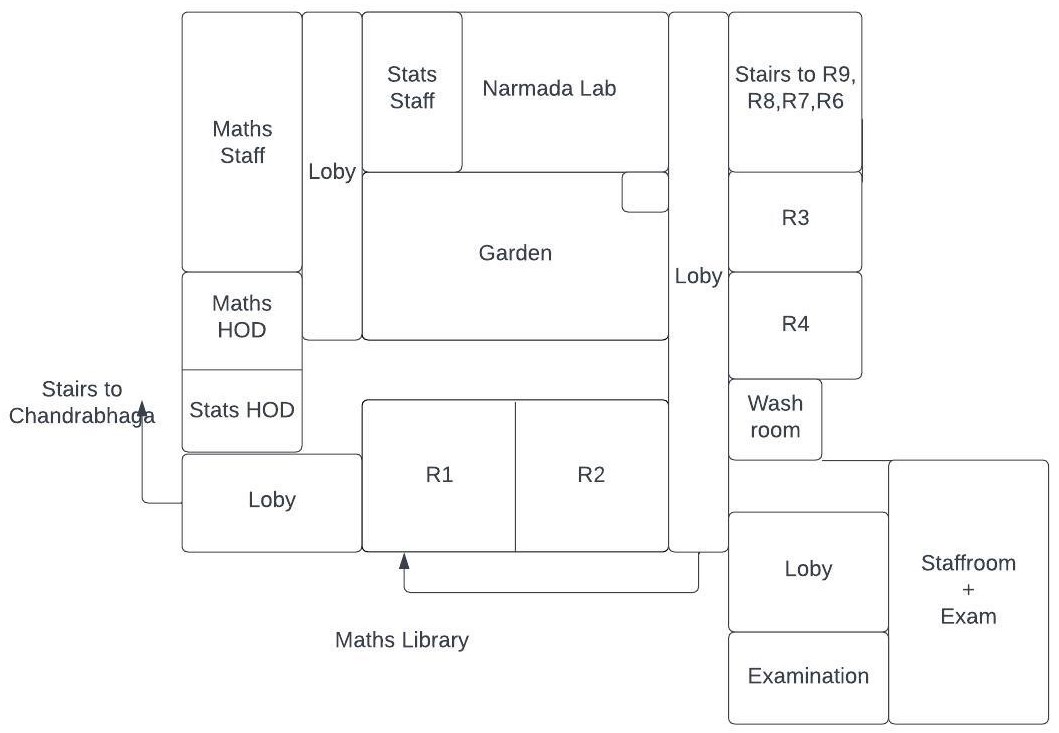 Stats
Staff
Narmada Lab
Stairs to R9,
R8,R7,R6
Maths
Staff
Loby
R3
Garden
Loby
Maths
HOD
R4
Stairs to
Chandrabhaga
Stats HOD
Wash
room
R1
R2
Loby
Loby
Staffroom
+
Exam
Maths Library
Examination